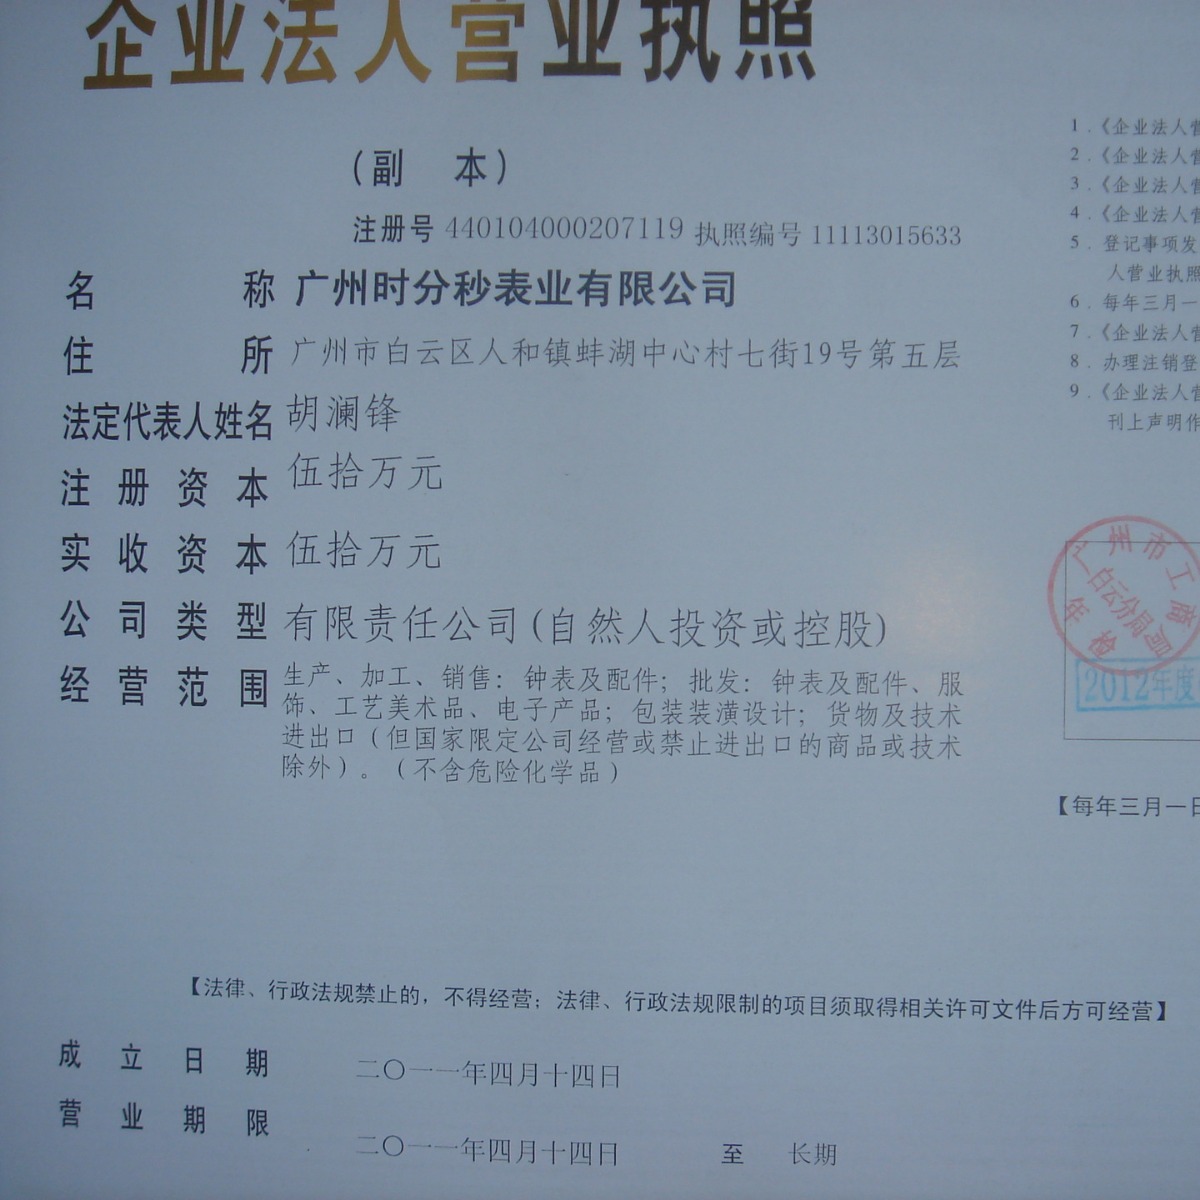 企业法人营业执照
（副 本）
注册号 440104000207119 执照编号 11113015633
名 称 广州时分秒表业有限公司
住 所 广州市白云区人和镇蚌湖中心村七街19号第五层
法定代表人姓名 胡澜锋
注册资本 伍拾万元
实收资本 伍拾万元
公司类型 有限责任公司(自然人投资或控股)
经营范围 生产、加工、销售：钟表及配件；批发：钟表及配件、服
饰、工艺美术品、电子产品；包装装潢设计；货物及技术
进出口（但国家限定公司经营或禁止进出口的商品或技术
除外）。（不含危险化学品）
【法律、行政法规禁止的，不得经营；法律、行政法规限制的项目须取得相关许可文件后方可经营】
成立日期 二〇一一年四月十四日
营业期限 二〇一一年四月十四日 至 长期
1．《企业法人营
2．《企业法人营
3．《企业法人营
4．《企业法人营
5．登记事项发
人营业执照
6．每年三月一
7．《企业法人营
8．办理注销登
9．《企业法人营
刊上声明作
广州市工商
白云分局
年检
2012年度
【每年三月一日